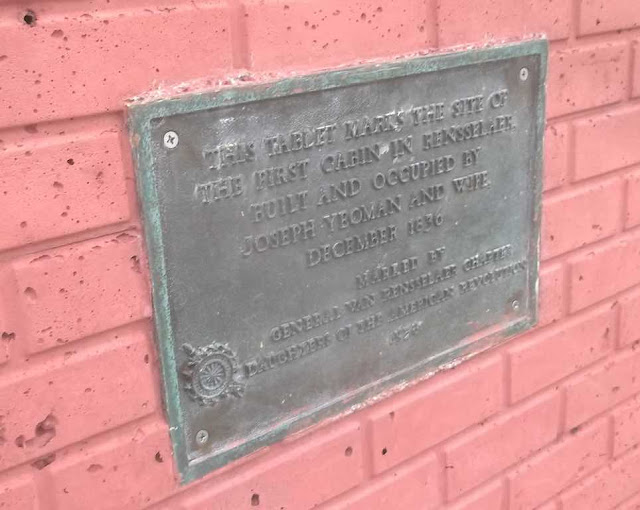 THIS TABLET MARKS THE SITE OF
THE FIRST CABIN IN RENSSELAER
BUILT AND OCCUPIED BY
JOSEPH YEOMAN AND WIFE
DECEMBER 1836
MARKED BY
GENERAL VAN RENSSELAER CHAPTER
DAUGHTERS OF THE AMERICAN REVOLUTION